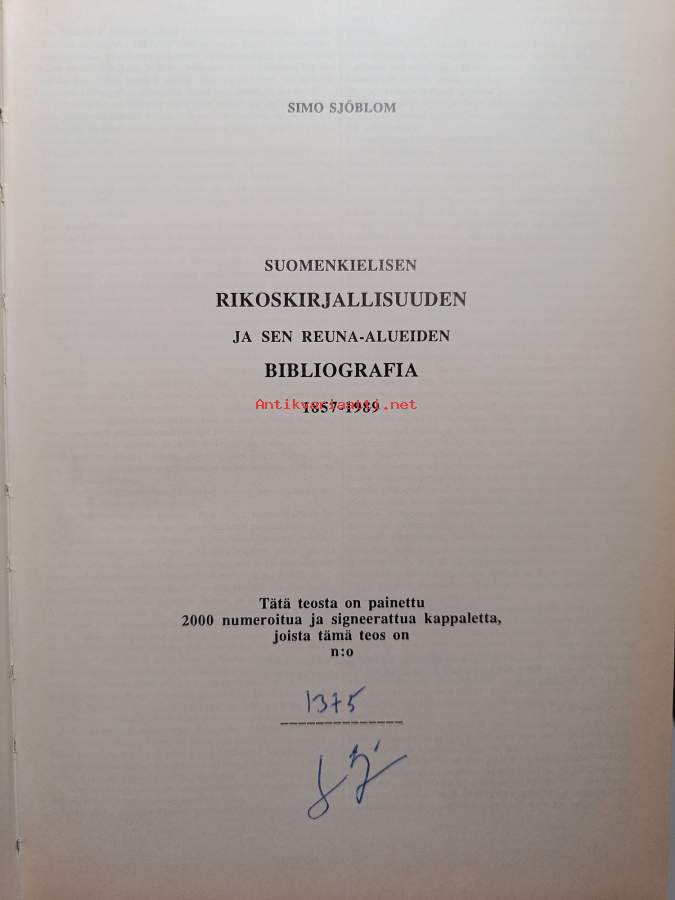 SIMO SJÖBLOM
SUOMENKIELISEN
RIKOSKIRJALLISUUDEN
JA SEN REUNA-ALUEIDEN
BIBLIOGRAFIA
1857-1989
Antikvariaatti.net
Tätä teosta on painettu
2000 numeroitua ja signeerattua kappaletta,
joista tämä teos on
n:o
1375